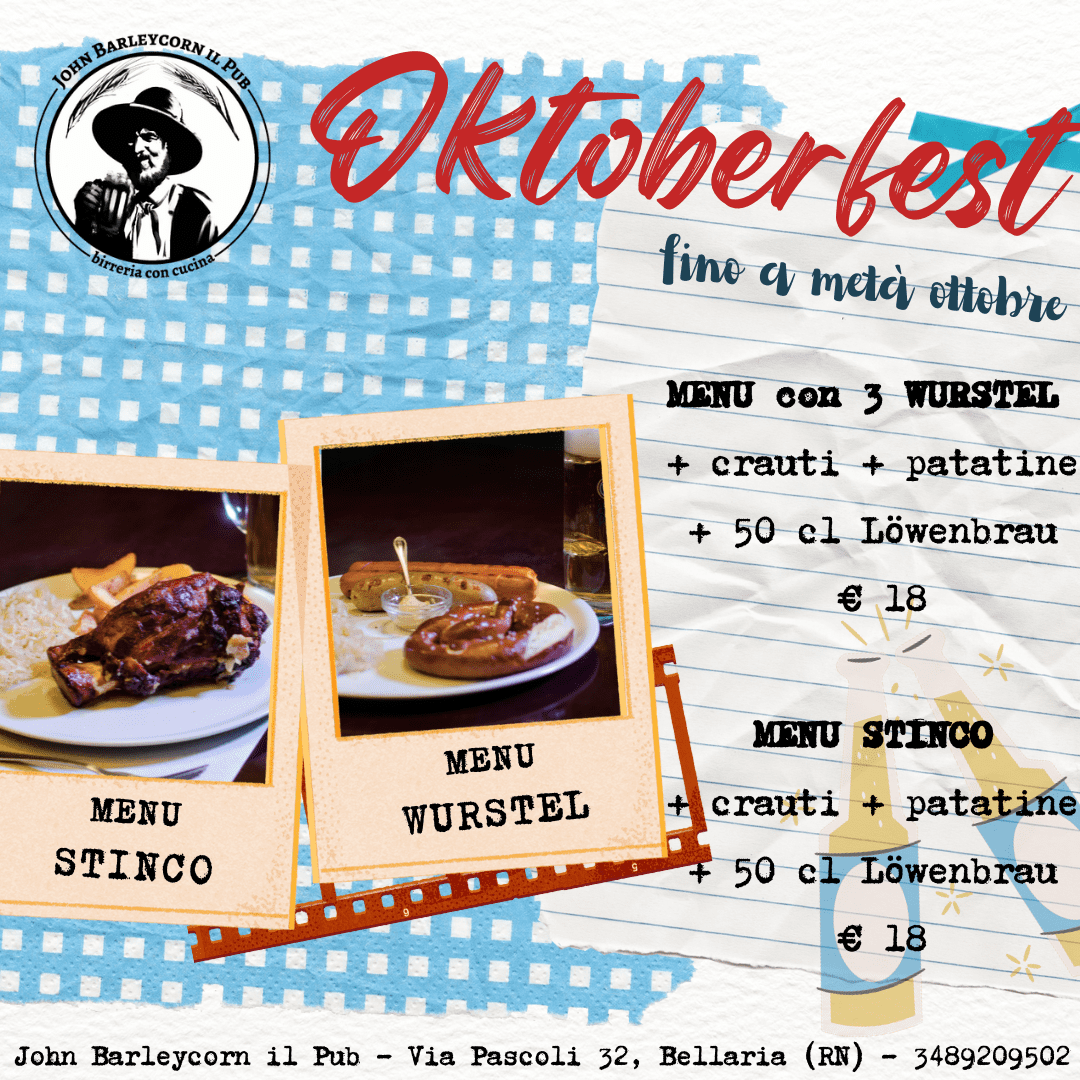 John Barleycorn il Pub
birreria con cucina
Oktoberfest
fino a metà ottobre
MENU con 3 WURSTEL
+ crauti + patatine
+ 50 cl Löwenbrau
€ 18
MENU STINCO
+ crauti + patatine
+ 50 cl Löwenbrau
€ 18
MENU
WURSTEL
MENU
STINCO
6
5
John Barleycorn il Pub - Via Pascoli 32, Bellaria (RN) - 3489209502